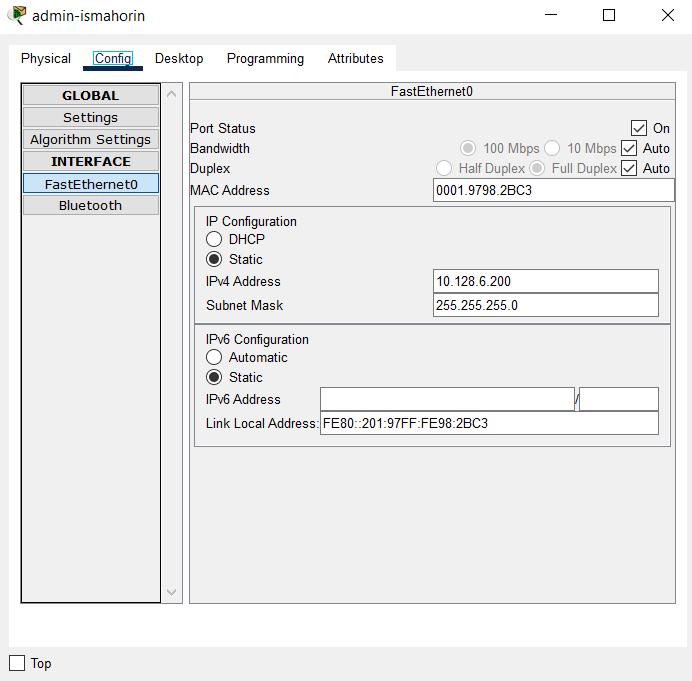 admin-ismahorin
Physical Config Desktop Programming Attributes
GLOBAL
Settings
Algorithm Settings
INTERFACE
FastEthernet0
Bluetooth
FastEthernet0
Port Status On
Bandwidth 100 Mbps 10 Mbps Auto
Duplex Half Duplex Full Duplex Auto
MAC Address 0001.9798.2BC3
IP Configuration
DHCP
Static
IPv4 Address 10.128.6.200
Subnet Mask 255.255.255.0
IPv6 Configuration
Automatic
Static
IPv6 Address /
Link Local Address: FE80::201:97FF:FE98:2BC3
Top